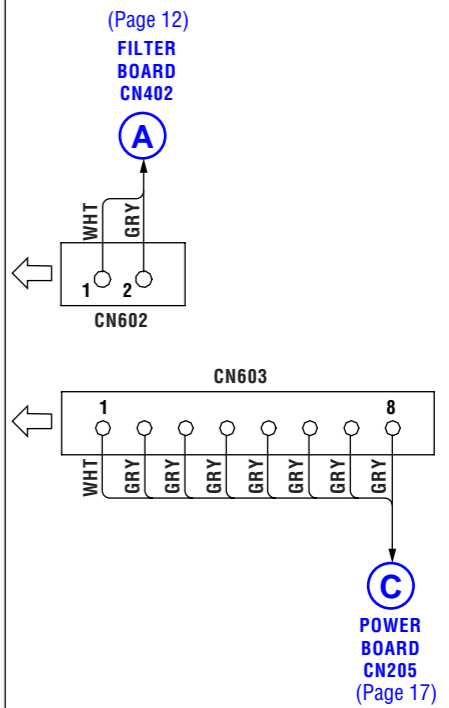 (Page 12)
FILTER
BOARD
CN402
A
WHT GRY
1 2
CN602
CN603
1 8
WHT GRY GRY GRY GRY GRY GRY GRY
C
POWER
BOARD
CN205
(Page 17)